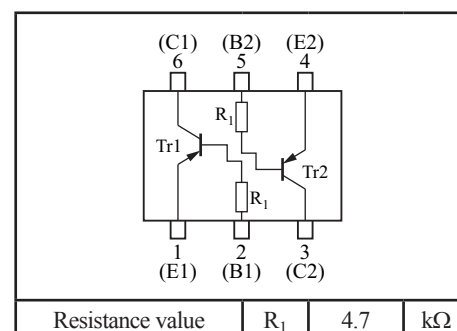 (C1) (B2) (E2)
6 5 4
R1
Tr1
Tr2
R1
1 2 3
(E1) (B1) (C2)
Resistance value R1 4.7 kΩ